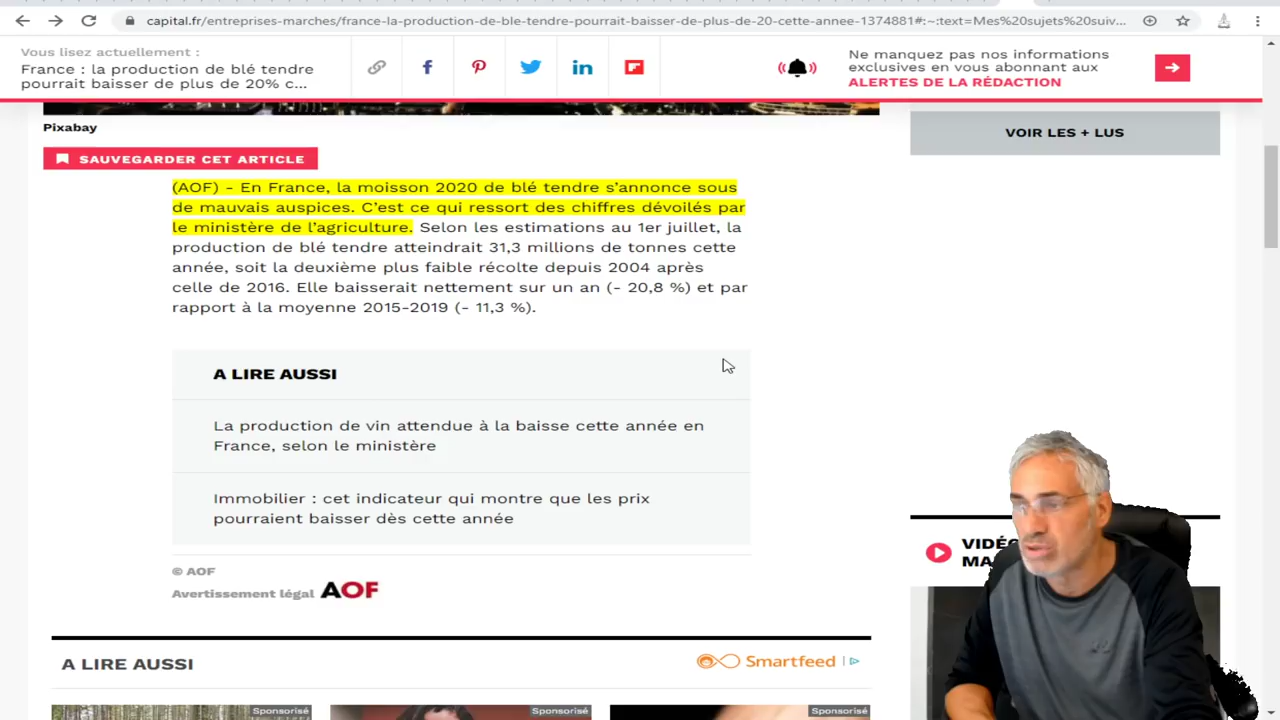 capital.fr/entreprises-marches/france-la-production-de-ble-tendre-pourrait-baisser-de-plus-de-20-cette-annee-1374881#:~:text=Mes%20sujets%20suiv...
Vous lisez actuellement :
France : la production de blé tendre
pourrait baisser de plus de 20% c...
Ne manquez pas nos informations
exclusives en vous abonnant aux
ALERTES DE LA RÉDACTION
Pixabay
VOIR LES + LUS
SAUVEGARDER CET ARTICLE
(AOF) - En France, la moisson 2020 de blé tendre s’annonce sous
de mauvais auspices. C’est ce qui ressort des chiffres dévoilés par
le ministère de l’agriculture. Selon les estimations au 1er juillet, la
production de blé tendre atteindrait 31,3 millions de tonnes cette
année, soit la deuxième plus faible récolte depuis 2004 après
celle de 2016. Elle baisserait nettement sur un an (- 20,8 %) et par
rapport à la moyenne 2015-2019 (- 11,3 %).
A LIRE AUSSI
La production de vin attendue à la baisse cette année en
France, selon le ministère
Immobilier : cet indicateur qui montre que les prix
pourraient baisser dès cette année
© AOF
Avertissement légal AOF
A LIRE AUSSI
Smartfeed
Sponsorisé
Sponsorisé
Sponsorisé